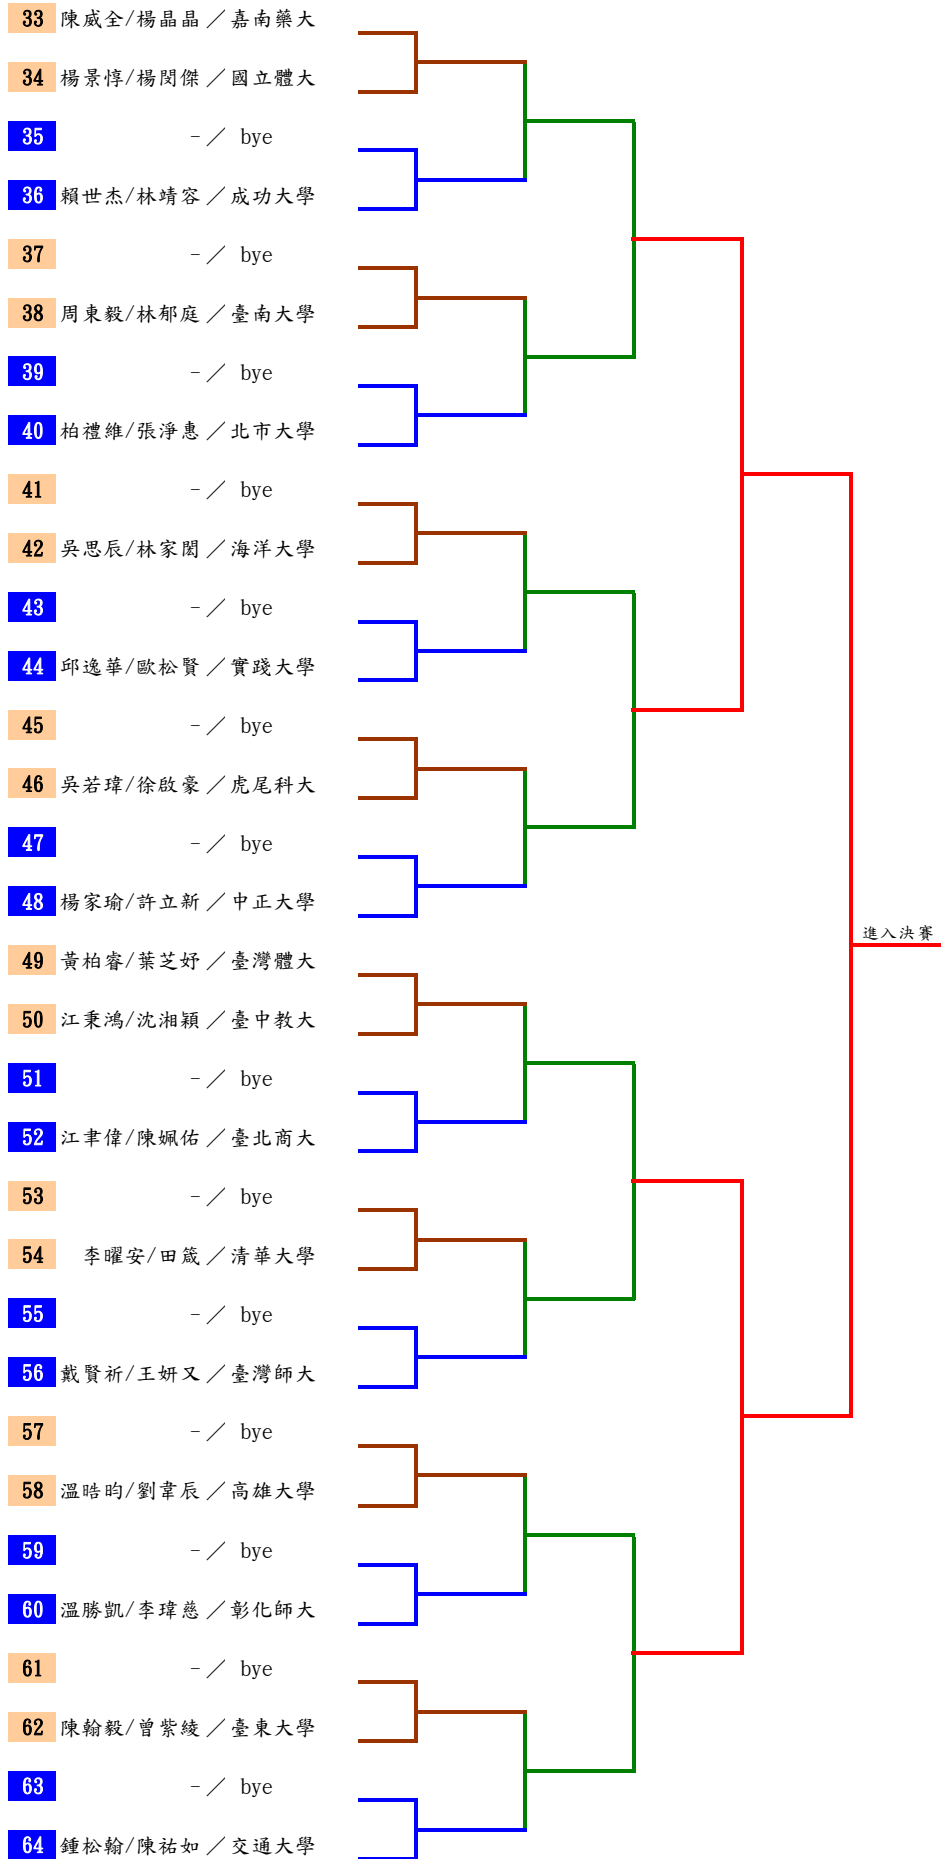 33 陳威全/楊晶晶／嘉南藥大
34 楊景惇/楊閔傑／國立體大
35 -／ bye
36 賴世杰/林靖容／成功大學
37 -／ bye
38 周東毅/林郁庭／臺南大學
39 -／ bye
40 柏禮維/張淨惠／北市大學
41 -／ bye
42 吳思辰/林家閎／海洋大學
43 -／ bye
44 邱逸華/歐松賢／實踐大學
45 -／ bye
46 吳若瑋/徐啟豪／虎尾科大
47 -／ bye
48 楊家瑜/許立新／中正大學
進入決賽
49 黃柏睿/葉芝妤／臺灣體大
50 江秉鴻/沈湘穎／臺中教大
51 -／ bye
52 江聿偉/陳姵佑／臺北商大
53 -／ bye
54 李曜安/田箴／清華大學
55 -／ bye
56 戴賢祈/王妍又／臺灣師大
57 -／ bye
58 溫晧昀/劉韋辰／高雄大學
59 -／ bye
60 溫勝凱/李瑋慈／彰化師大
61 -／ bye
62 陳翰毅/曾紫綾／臺東大學
63 -／ bye
64 鍾松翰/陳祐如／交通大學